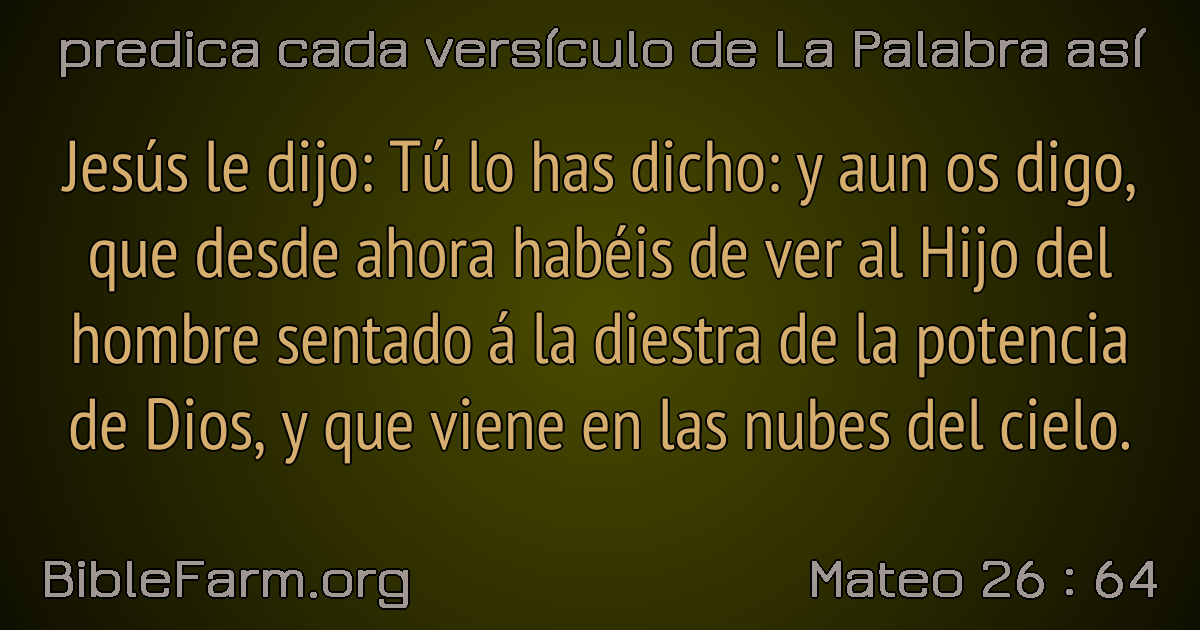 predica cada versículo de La Palabra así
Jesús le dijo: Tú lo has dicho: y aun os digo,
que desde ahora habéis de ver al Hijo del
hombre sentado á la diestra de la potencia
de Dios, y que viene en las nubes del cielo.
BibleFarm.org
Mateo 26 : 64